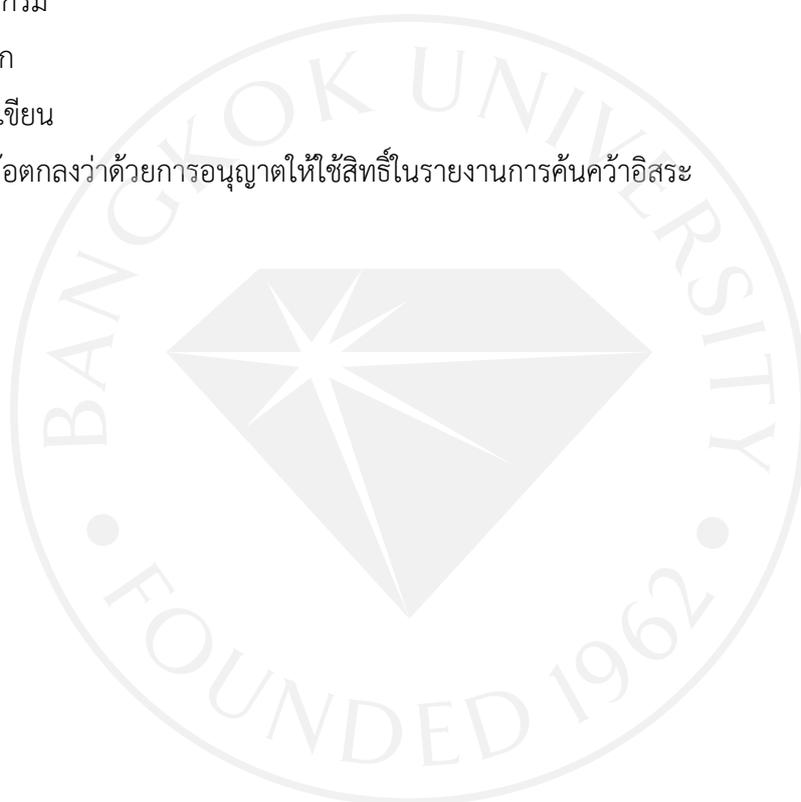 กรม
ก
เขียน
้อตกลงว่าด้วยการอนุญาตให้ใช้สิทธิ์ในรายงานการค้นคว้าอิสระ
BANGKOK UNIVERSITY
FOUNDED 1962